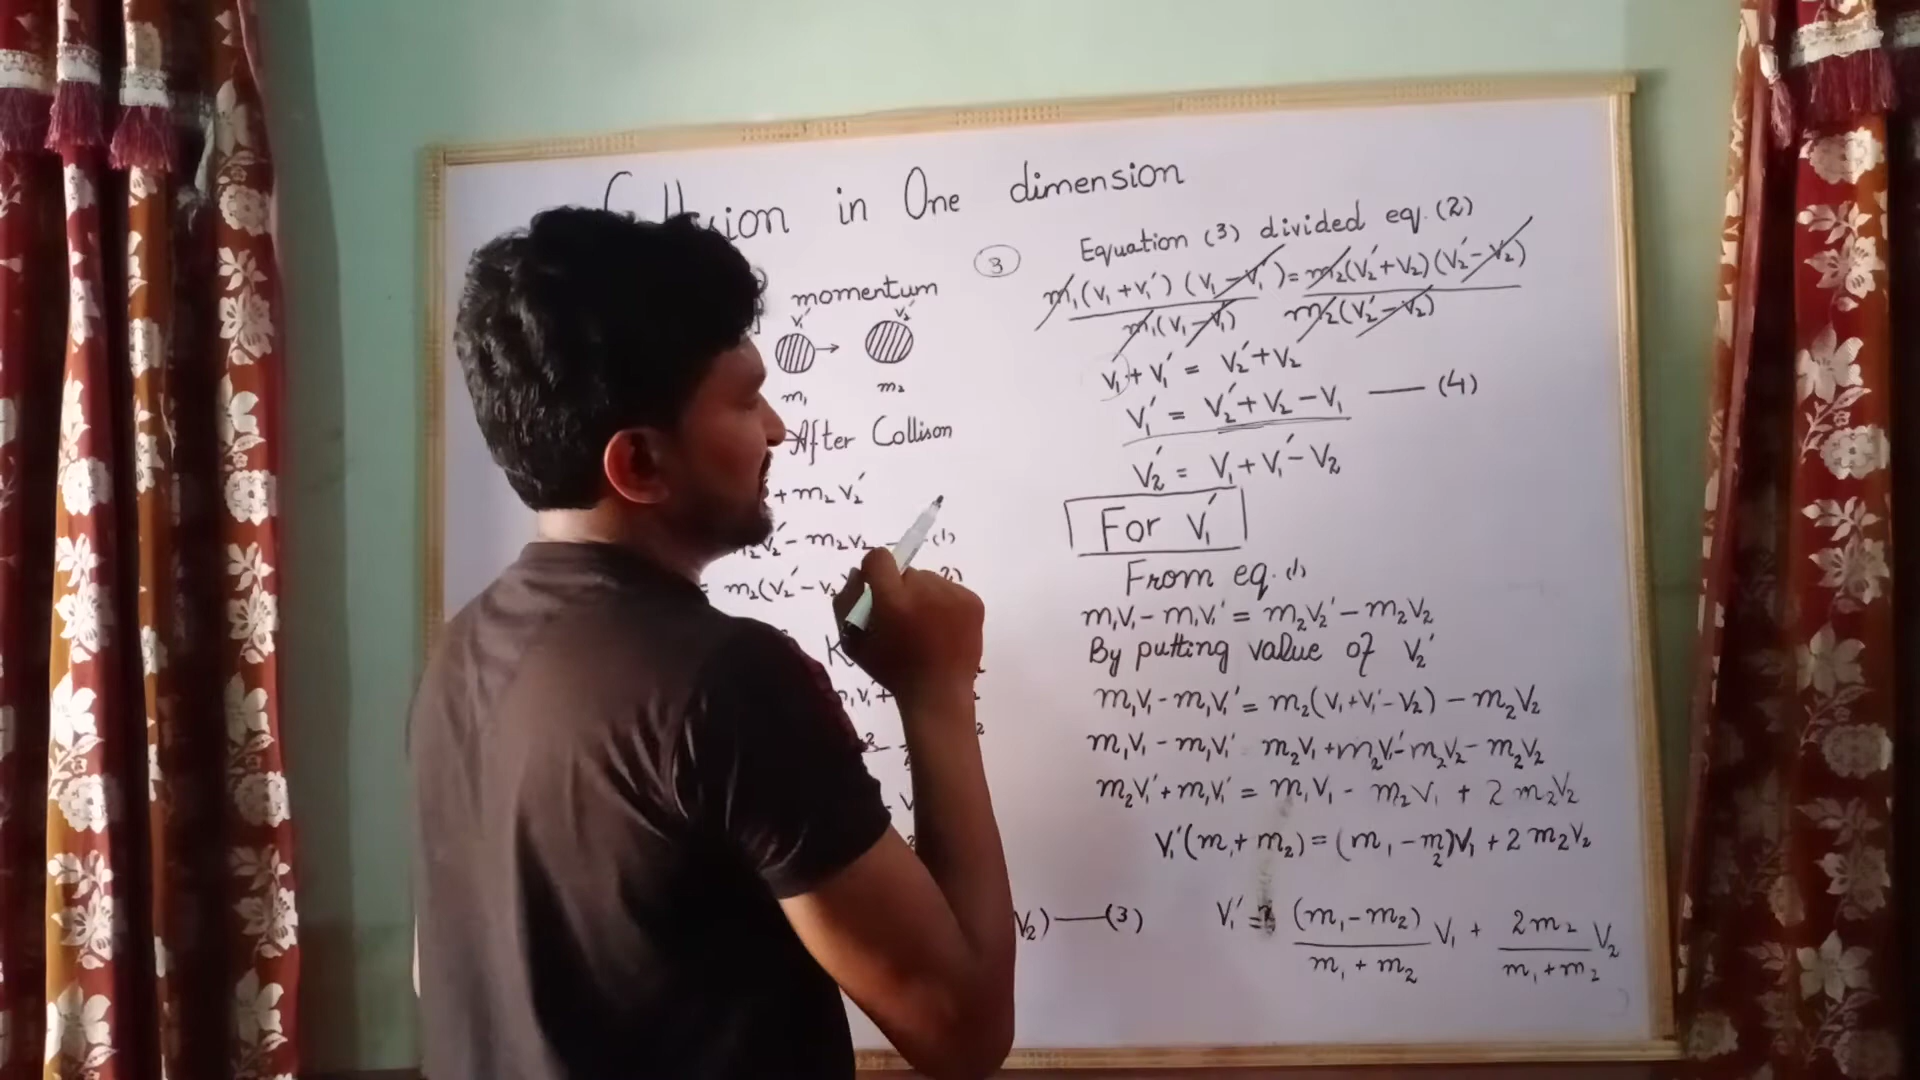 in One dimension
momentum
v₁′ v₂′
m₁ m₂
After Collison
+ m₂ v₂′
v₂′ - m₂v₂ — (1)
= m₂(v₂′ - v₂
V₂) — (3)
3
Equation (3) divided eq. (2)
m₁(v₁ + v₁′) (v₁ - v₁′) = m₂(v₂′ + v₂) (v₂′ - v₂)
m₁(v₁ - v₁′) m₂(v₂′ - v₂)
v₁ + v₁′ = v₂′ + v₂
v₁′ = v₂′ + v₂ - v₁ — (4)
v₂′ = v₁ + v₁′ - v₂
For v₁′
From eq. (1)
m₁v₁ - m₁v₁′ = m₂v₂′ - m₂v₂
By putting value of v₂′
m₁v₁ - m₁v₁′ = m₂(v₁ + v₁′ - v₂) - m₂v₂
m₁v₁ - m₁v₁′ m₂v₁ + m₂v₁′ - m₂v₂ - m₂v₂
m₂v₁′ + m₁v₁′ = m₁v₁ - m₂v₁ + 2 m₂v₂
v₁′(m₁ + m₂) = (m₁ - m₂)v₁ + 2 m₂v₂
v₁′ = (m₁ - m₂) v₁ + 2m₂ v₂
m₁ + m₂ m₁ + m₂